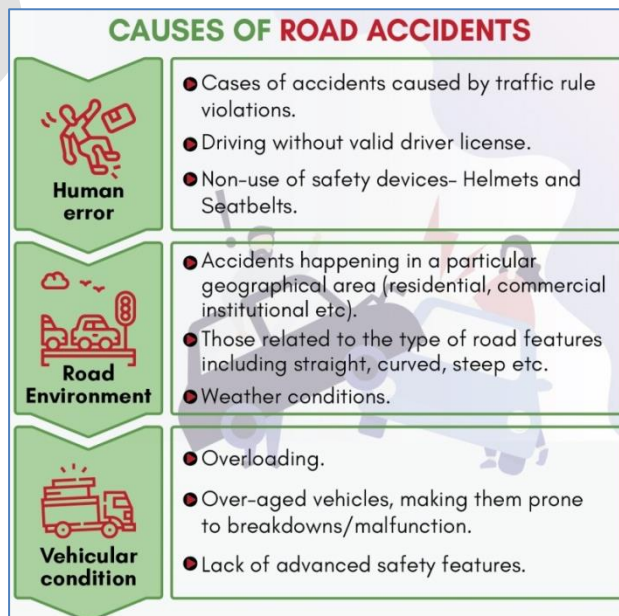 CAUSES OF ROAD ACCIDENTS
Human
error
Cases of accidents caused by traffic rule
violations.
Driving without valid driver license.
Non-use of safety devices- Helmets and
Seatbelts.
Road
Environment
Accidents happening in a particular
geographical area (residential, commercial
institutional etc).
Those related to the type of road features
including straight, curved, steep etc.
Weather conditions.
Vehicular
condition
Overloading.
Over-aged vehicles, making them prone
to breakdowns/malfunction.
Lack of advanced safety features.